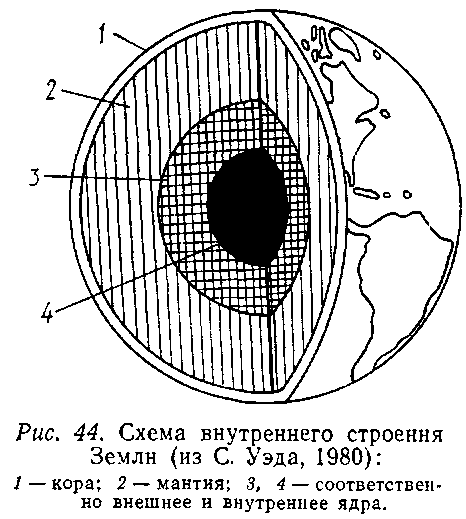 1
2
3
4
Рис. 44. Схема внутреннего строення
Землн (из С. Уэда, 1980):
1 — кора; 2 — мантия; 3, 4 — соответствен-
но внешнее и внутреннее ядра.